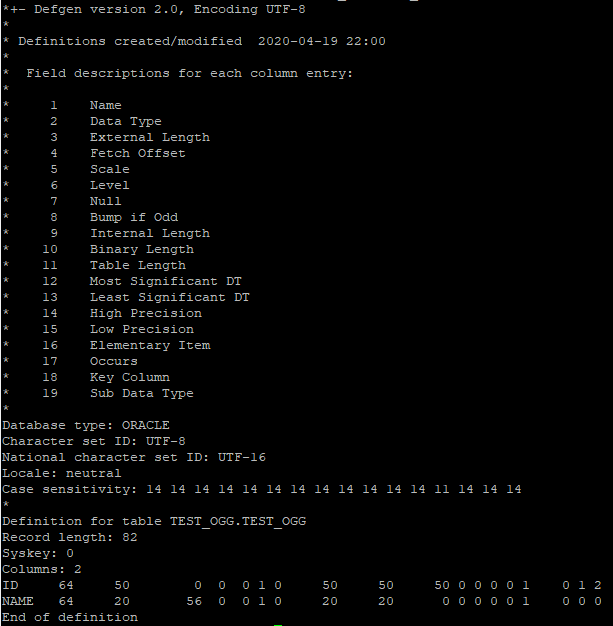 *+- Defgen version 2.0, Encoding UTF-8
*
* Definitions created/modified  2020-04-19 22:00
*
*  Field descriptions for each column entry:
*
*     1    Name
*     2    Data Type
*     3    External Length
*     4    Fetch Offset
*     5    Scale
*     6    Level
*     7    Null
*     8    Bump if Odd
*     9    Internal Length
*    10    Binary Length
*    11    Table Length
*    12    Most Significant DT
*    13    Least Significant DT
*    14    High Precision
*    15    Low Precision
*    16    Elementary Item
*    17    Occurs
*    18    Key Column
*    19    Sub Data Type
*
Database type: ORACLE
Character set ID: UTF-8
National character set ID: UTF-16
Locale: neutral
Case sensitivity: 14 14 14 14 14 14 14 14 14 14 14 14 11 14 14 14
*
Definition for table TEST_OGG.TEST_OGG
Record length: 82
Syskey: 0
Columns: 2
ID     64     50        0  0  0 1 0     50     50     50 0 0 0 0 1    0 1 2
NAME   64     20       56  0  0 1 0     20     20      0 0 0 0 0 1    0 0 0
End of definition